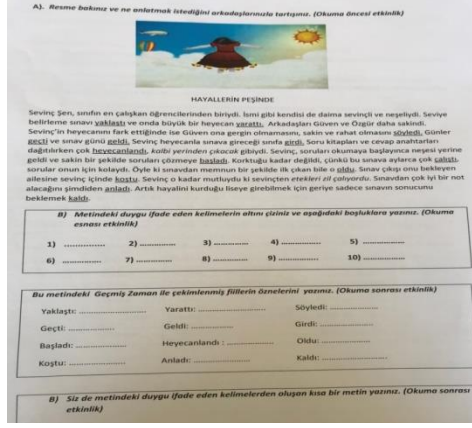 A). Resme bakınız ve ne anlatmak istediğini arkadaşlarınızla tartışınız. (Okuma öncesi etkinlik)
HAYALLERİN PEŞİNDE
Sevinç Şen, sınıfın en çalışkan öğrencilerinden biriydi. İsmi gibi kendisi de daima sevinçli ve neşeliydi. Seviye
belirleme sınavı yaklaştı ve onda büyük bir heyecan yarattı. Arkadaşları Güven ve Özgür daha sakindi.
Sevinç'in heyecanını fark ettiğinde ise Güven ona gergin olmamasını, sakin ve rahat olmasını söyledi. Günler
geçti ve sınav günü geldi. Sevinç heyecanla sınava gireceği sınıfa girdi. Soru kitapları ve cevap anahtarları
dağıtılırken çok heyecanlandı, kalbi yerinden çıkacak gibiydi. Sevinç, soruları okumaya başlayınca neşesi yerine
geldi ve sakin bir şekilde soruları çözmeye başladı. Korktuğu kadar değildi, çünkü bu sınava aylarca çok çalıştı,
sorular onun için kolaydı. Öyle ki sınavdan memnun bir şekilde ilk çıkan bile o oldu. Sınav çıkışı onu bekleyen
ailesine sevinç içinde koştu. Sevinç o kadar mutluydu ki sevinçten etekleri zil çalıyordu. Sınavdan çok iyi bir not
alacağını şimdiden anladı. Artık hayalini kurduğu liseye girebilmek için geriye sadece sınavın sonucunu
beklemek kaldı.
B) Metindeki duygu ifade eden kelimelerin altını çiziniz ve aşağıdaki boşluklara yazınız. (Okuma
esnası etkinlik)
1) ............... 2) ............... 3) ............... 4) ............... 5) ...............
6) ............... 7) ............... 8) ............... 9) ............... 10) ...............
Bu metindeki Geçmiş Zaman ile çekimlenmiş fiillerin öznelerini yazınız. (Okuma sonrası etkinlik)
Yaklaştı: ............... Yarattı: ............... Söyledi: ...............
Geçti: ............... Geldi: ............... Girdi: ...............
Başladı: ............... Heyecanlandı : ............... Oldu: ...............
Koştu: ............... Anladı: ............... Kaldı: ...............
B) Siz de metindeki duygu ifade eden kelimelerden oluşan kısa bir metin yazınız. (Okuma sonrası
etkinlik)